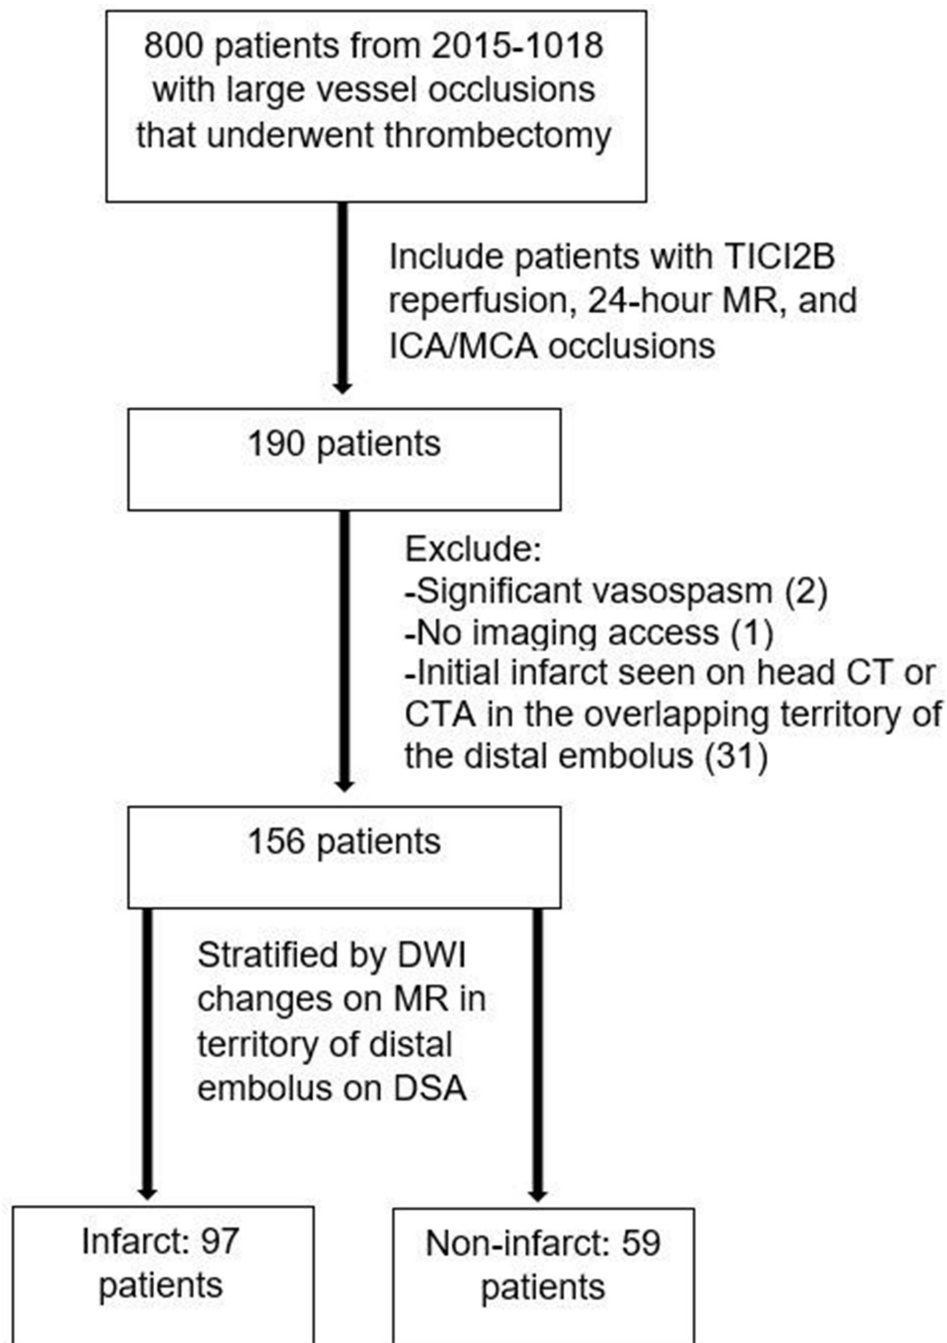 800 patients from 2015-1018
with large vessel occlusions
that underwent thrombectomy
Include patients with TICI2B
reperfusion, 24-hour MR, and
ICA/MCA occlusions
190 patients
Exclude:
-Significant vasospasm (2)
-No imaging access (1)
-Initial infarct seen on head CT or
CTA in the overlapping territory of
the distal embolus (31)
156 patients
Stratified by DWI
changes on MR in
territory of distal
embolus on DSA
Infarct: 97
patients
Non-infarct: 59
patients